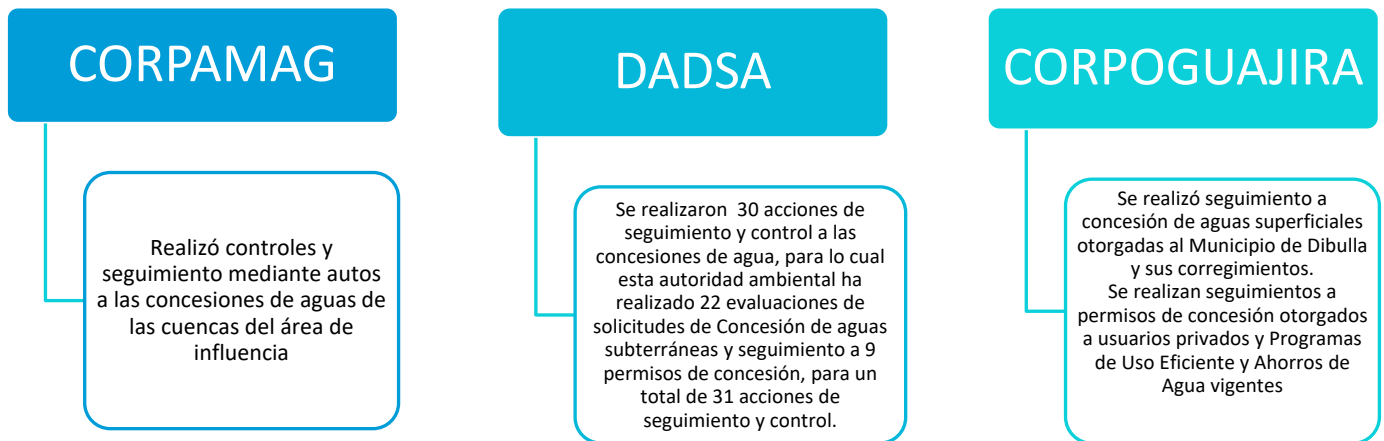 CORPAMAG
Realizó controles y
seguimiento mediante autos
a las concesiones de aguas de
las cuencas del área de
influencia
DADSA
Se realizaron 30 acciones de
seguimiento y control a las
concesiones de agua, para lo cual
esta autoridad ambiental ha
realizado 22 evaluaciones de
solicitudes de Concesión de aguas
subterráneas y seguimiento a 9
permisos de concesión, para un
total de 31 acciones de
seguimiento y control.
CORPOGUAJIRA
Se realizó seguimiento a
concesión de aguas superficiales
otorgadas al Municipio de Dibulla
y sus corregimientos.
Se realizan seguimientos a
permisos de concesión otorgados
a usuarios privados y Programas
de Uso Eficiente y Ahorros de
Agua vigentes